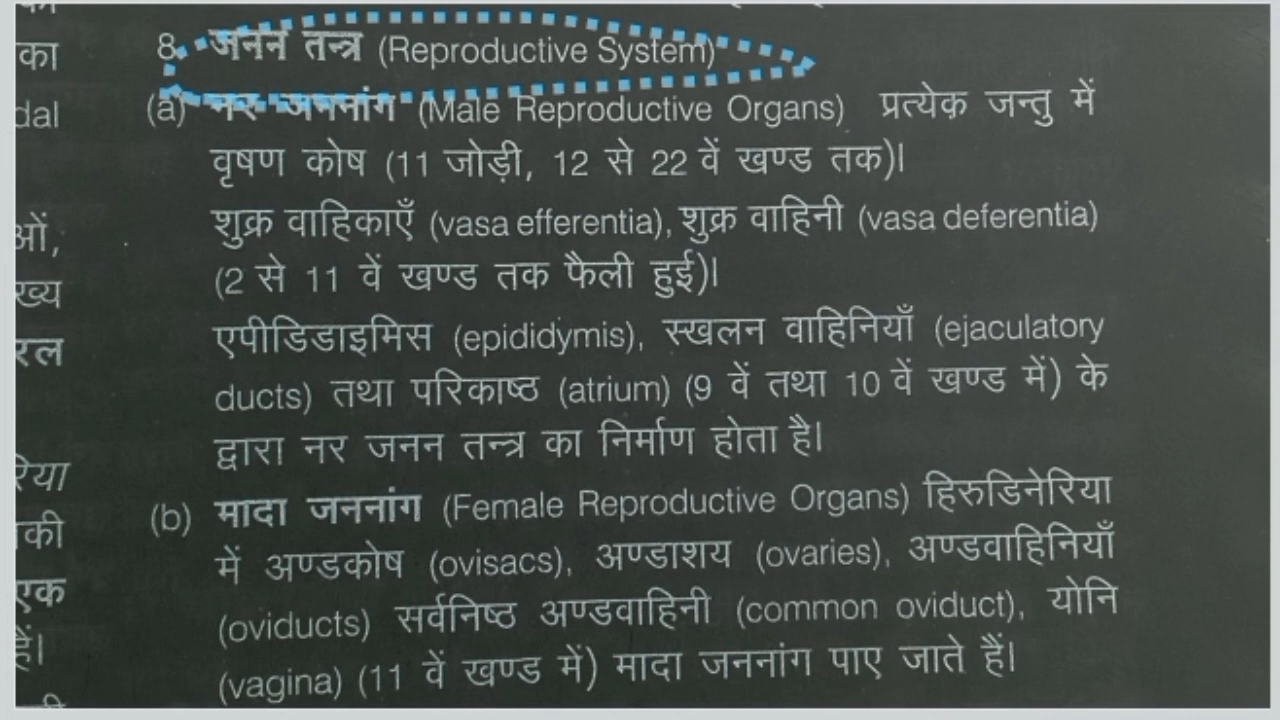 का
dal
ओं,
ख्य
रल
रिया
की
एक
हैं।
8. जनन तन्त्र (Reproductive System)
(a) नर जननांग (Male Reproductive Organs) प्रत्येक जन्तु में
वृषण कोष (11 जोड़ी, 12 से 22 वें खण्ड तक)।
शुक्र वाहिकाएँ (vasa efferentia), शुक्र वाहिनी (vasa deferentia)
(2 से 11 वें खण्ड तक फैली हुई)।
एपीडिडाइमिस (epididymis), स्खलन वाहिनियाँ (ejaculatory
ducts) तथा परिकाष्ठ (atrium) (9 वें तथा 10 वें खण्ड में) के
द्वारा नर जनन तन्त्र का निर्माण होता है।
(b) मादा जननांग (Female Reproductive Organs) हिरुडिनेरिया
में अण्डकोष (ovisacs), अण्डाशय (ovaries), अण्डवाहिनियाँ
(oviducts) सर्वनिष्ठ अण्डवाहिनी (common oviduct), योनि
(vagina) (11 वें खण्ड में) मादा जननांग पाए जाते हैं।